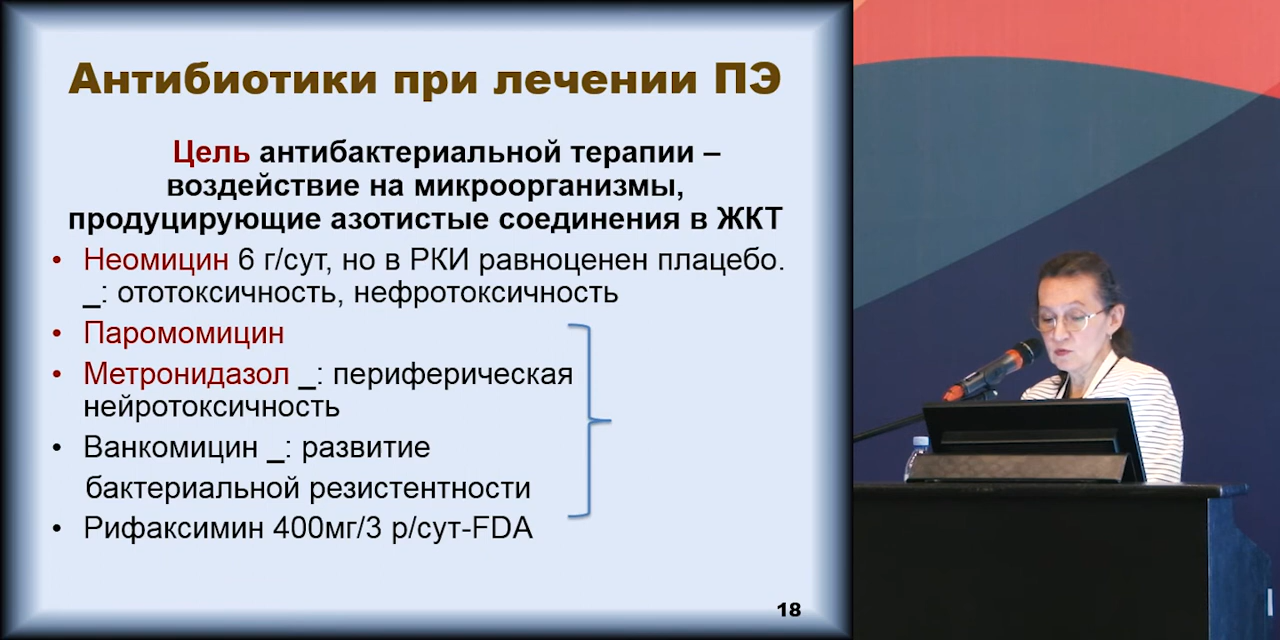 Антибиотики при лечении ПЭ
Цель антибактериальной терапии –
воздействие на микроорганизмы,
продуцирующие азотистые соединения в ЖКТ
• Неомицин 6 г/сут, но в РКИ равноценен плацебо.
_: ототоксичность, нефротоксичность
• Паромомицин
• Метронидазол _: периферическая
нейротоксичность
• Ванкомицин _: развитие
бактериальной резистентности
• Рифаксимин 400мг/3 р/сут-FDA
18